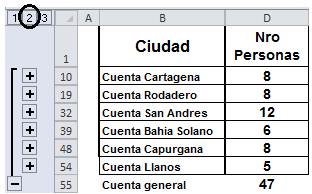 1 2 3 A B D
1 Ciudad Nro Personas
10 Cuenta Cartagena 8
19 Cuenta Rodadero 8
32 Cuenta San Andres 12
39 Cuenta Bahia Solano 6
48 Cuenta Capurgana 8
54 Cuenta Llanos 5
55 Cuenta general 47